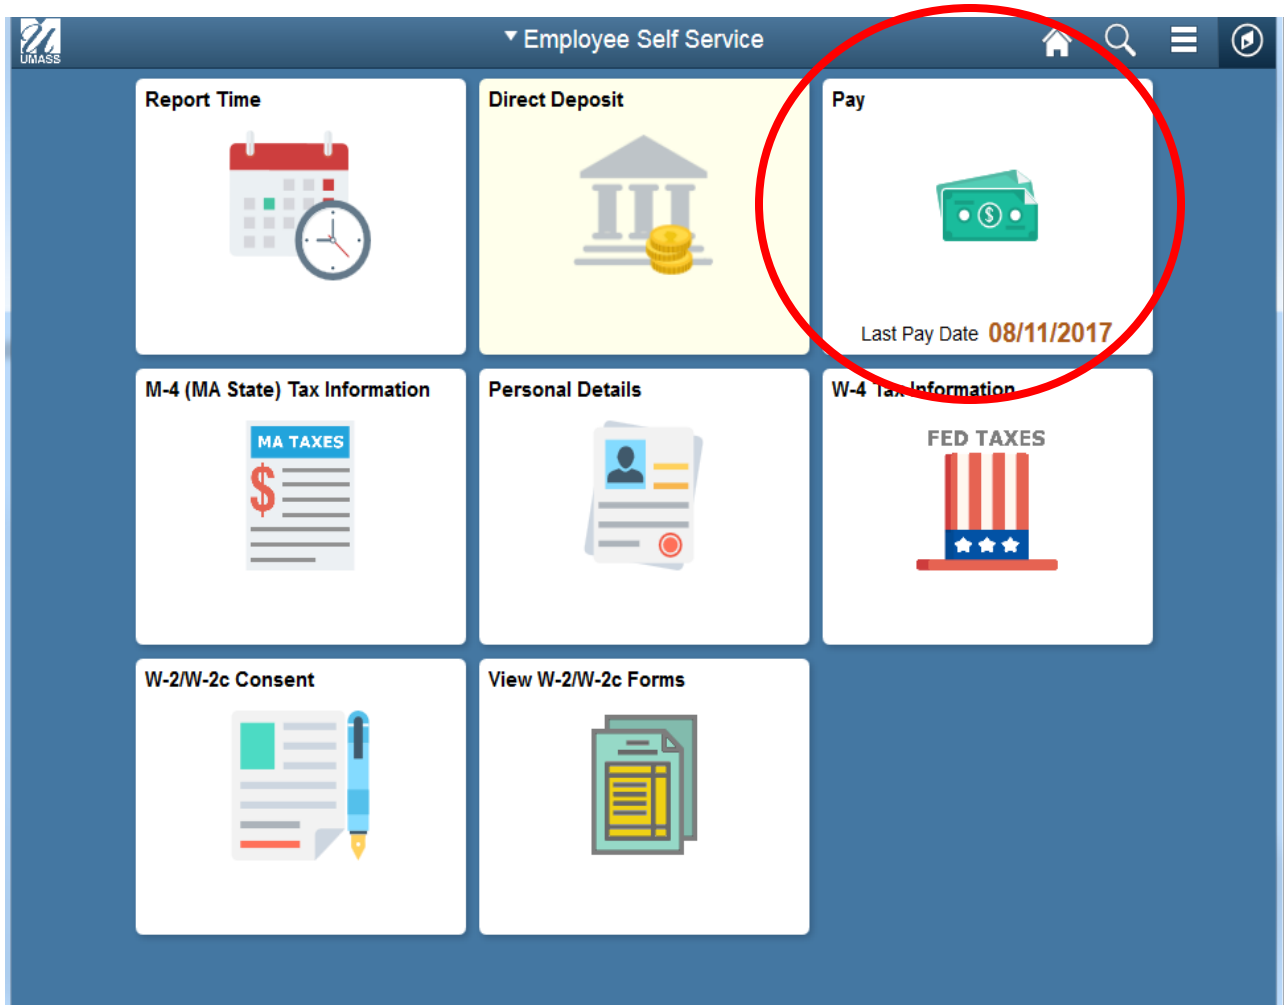 UMASS
Employee Self Service
Report Time
Direct Deposit
Pay
$
Last Pay Date 08/11/2017
M-4 (MA State) Tax Information
Personal Details
W-4 Tax Information
MA TAXES
$
FED TAXES
W-2/W-2c Consent
View W-2/W-2c Forms